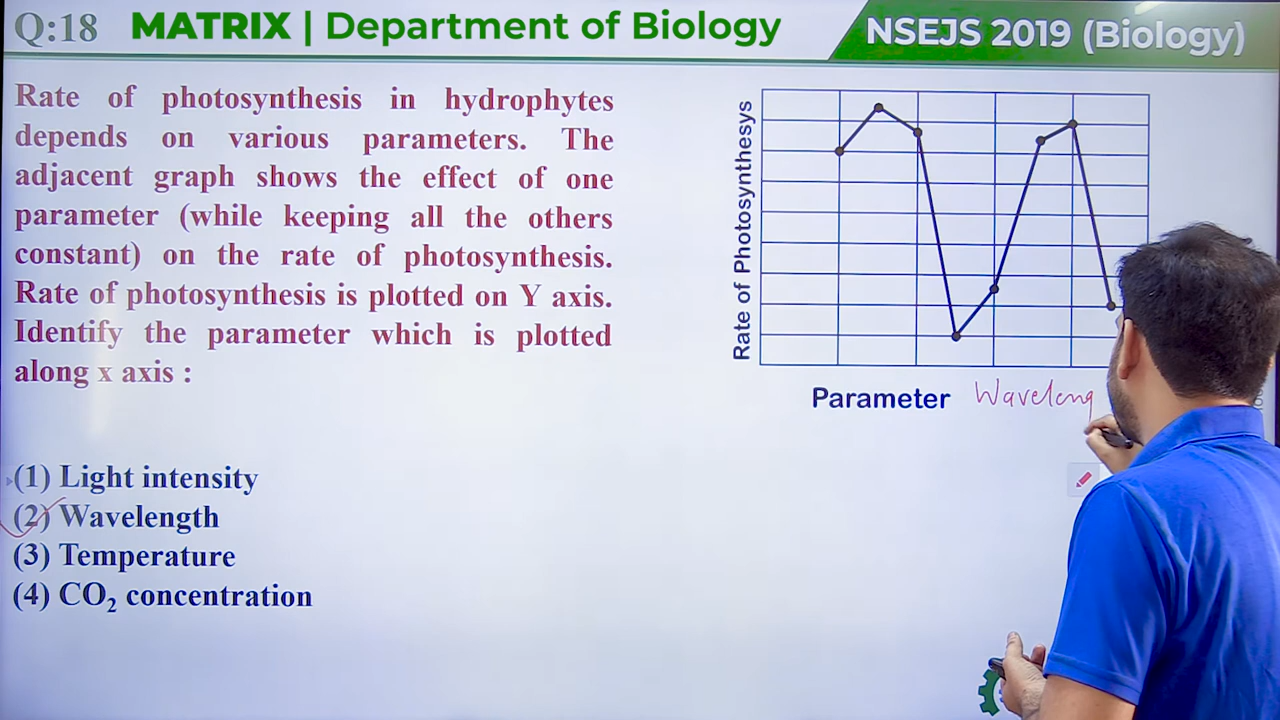 Q:18 MATRIX | Department of Biology NSEJS 2019 (Biology)
Rate of photosynthesis in hydrophytes
depends on various parameters. The
adjacent graph shows the effect of one
parameter (while keeping all the others
constant) on the rate of photosynthesis.
Rate of photosynthesis is plotted on Y axis.
Identify the parameter which is plotted
along x axis :
(1) Light intensity
(2) Wavelength
(3) Temperature
(4) CO₂ concentration
Rate of Photosynthesys
Parameter Waveleng